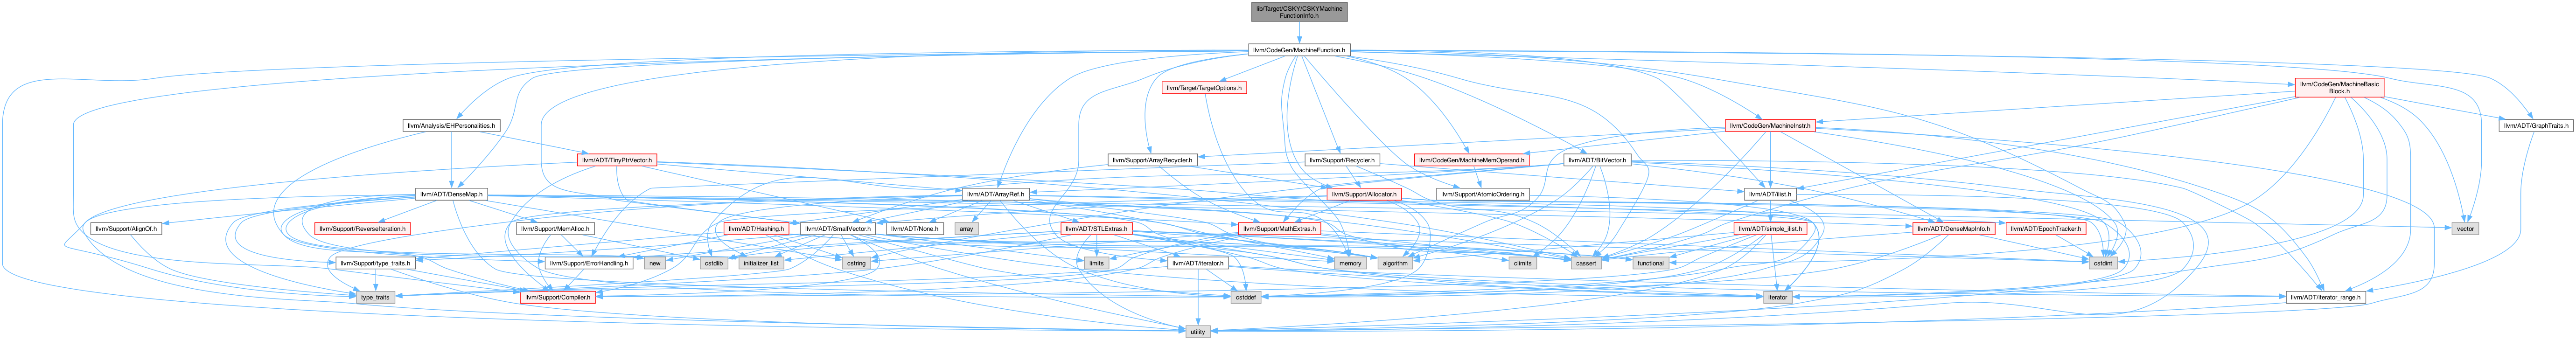 lib/Target/CSKY/CSKYMachine
FunctionInfo.h
llvm/CodeGen/MachineFunction.h
llvm/Target/TargetOptions.h
llvm/CodeGen/MachineBasic
Block.h
llvm/Analysis/EHPersonalities.h
llvm/CodeGen/MachineInstr.h
llvm/ADT/GraphTraits.h
llvm/ADT/TinyPtrVector.h
llvm/Support/ArrayRecycler.h
llvm/Support/Recycler.h
llvm/CodeGen/MachineMemOperand.h
llvm/ADT/BitVector.h
llvm/ADT/DenseMap.h
llvm/ADT/ArrayRef.h
llvm/Support/Allocator.h
llvm/Support/AtomicOrdering.h
llvm/ADT/ilist.h
llvm/Support/AlignOf.h
llvm/Support/ReverseIteration.h
llvm/Support/MemAlloc.h
llvm/ADT/Hashing.h
llvm/ADT/SmallVector.h
llvm/ADT/None.h
array
llvm/ADT/STLExtras.h
llvm/Support/MathExtras.h
llvm/ADT/simple_ilist.h
llvm/ADT/DenseMapInfo.h
llvm/ADT/EpochTracker.h
vector
llvm/Support/type_traits.h
llvm/Support/ErrorHandling.h
new
cstdlib
initializer_list
cstring
limits
llvm/ADT/iterator.h
memory
algorithm
climits
cassert
functional
cstdint
type_traits
llvm/Support/Compiler.h
cstddef
iterator
llvm/ADT/iterator_range.h
utility